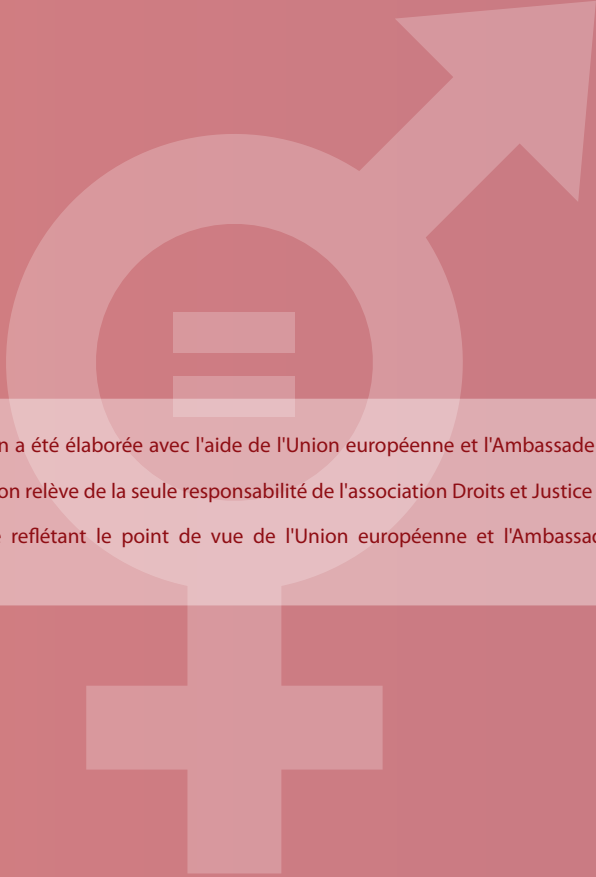 n a été élaborée avec l'aide de l'Union européenne et l'Ambassade
on relève de la seule responsabilité de l'association Droits et Justice
reflétant le point de vue de l'Union européenne et l'Ambassad